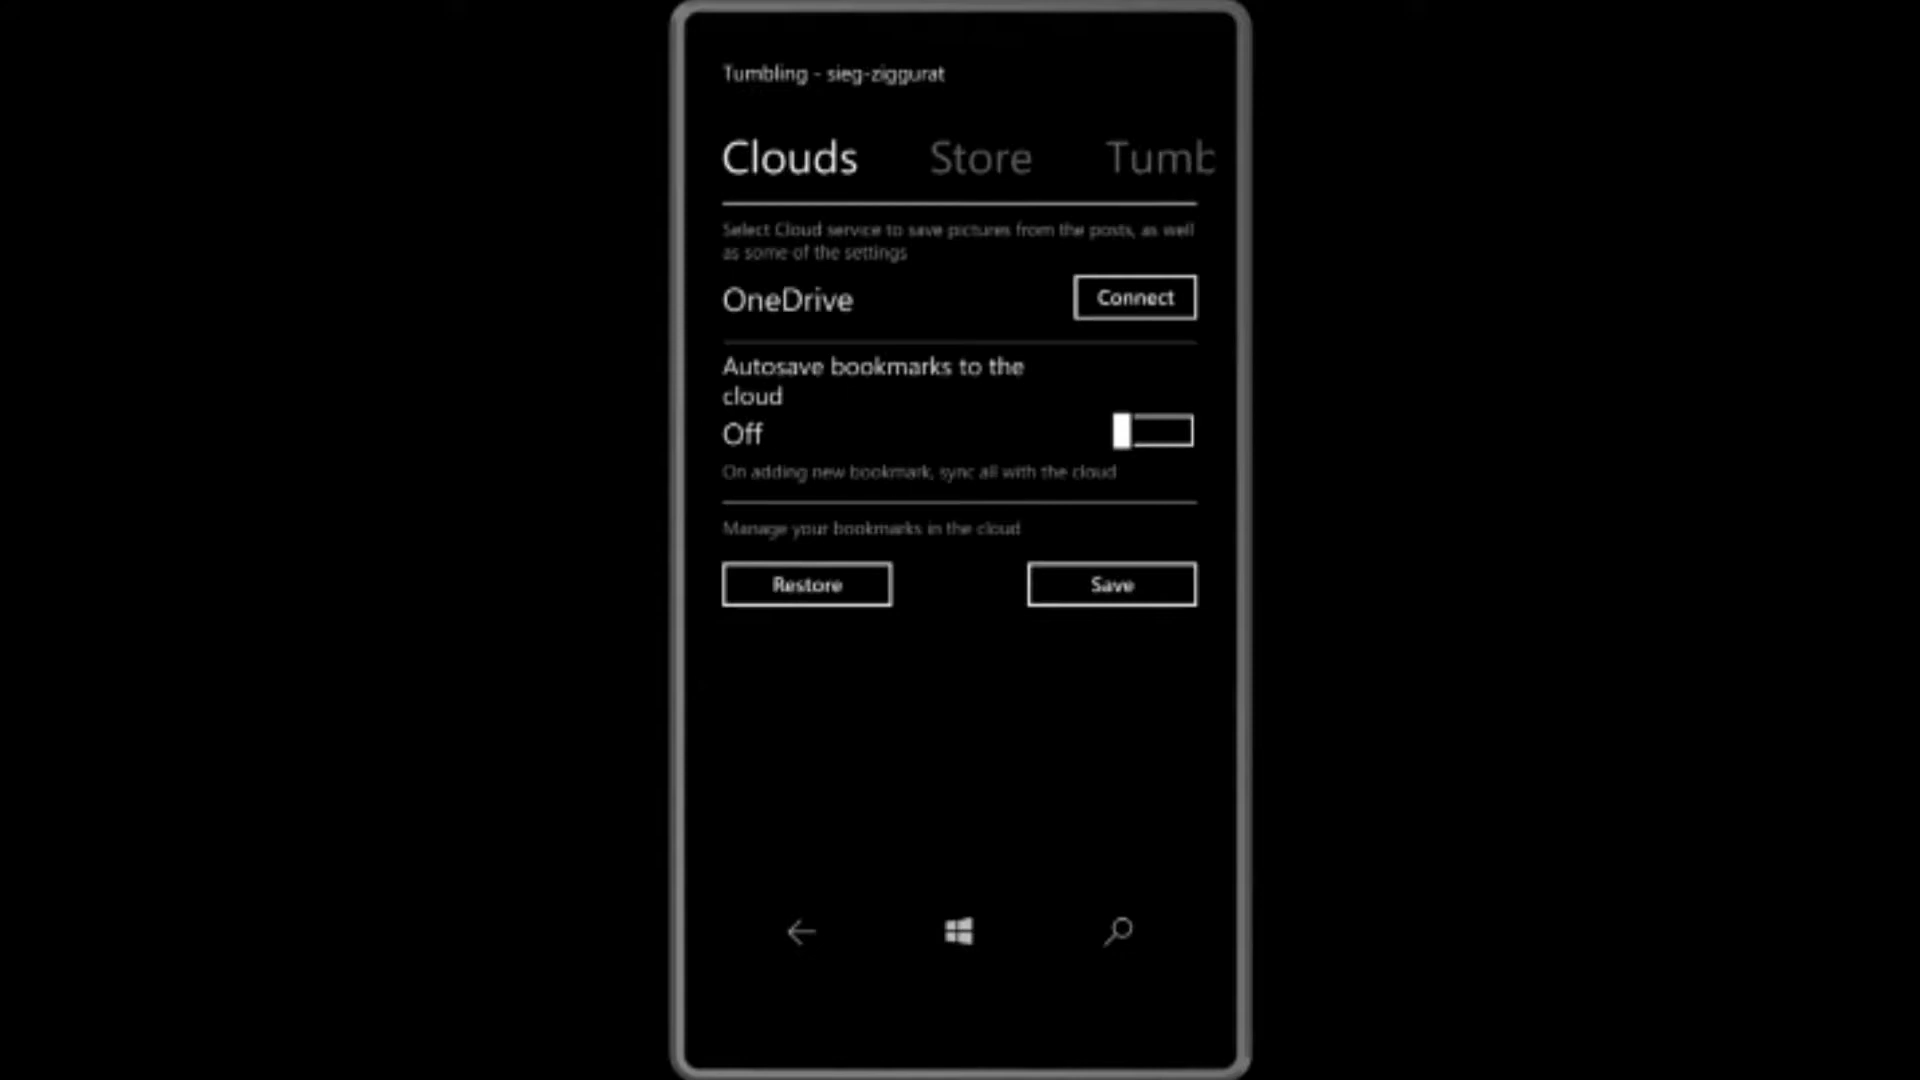 Tumbling - sieg-ziggurat
Clouds Store Tumb
Select Cloud service to save pictures from the posts, as well
as some of the settings
OneDrive Connect
Autosave bookmarks to the
cloud
Off
On adding new bookmark, sync all with the cloud
Manage your bookmarks in the cloud
Restore Save